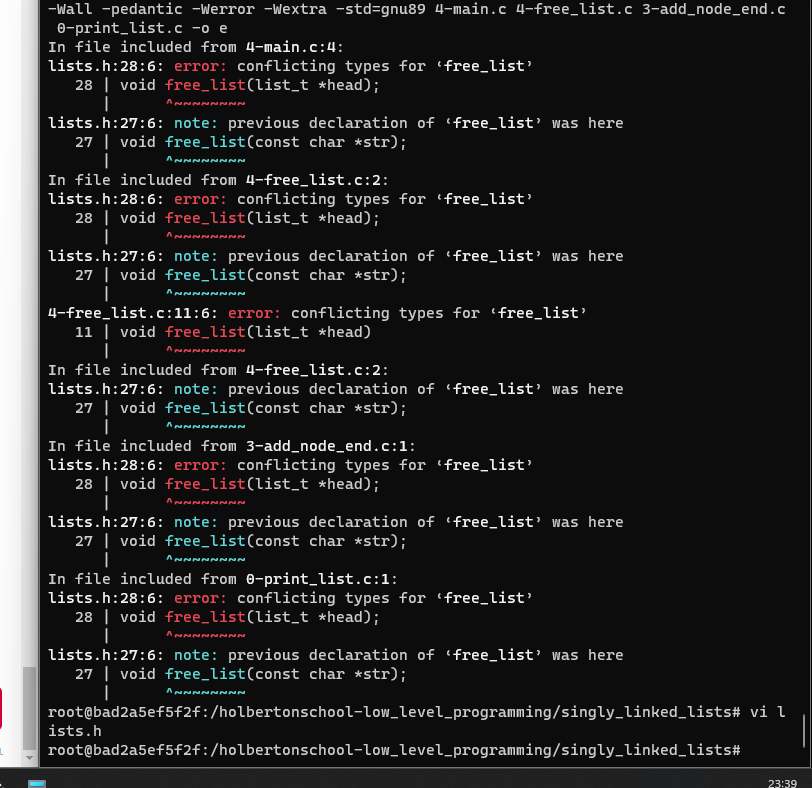 -Wall -pedantic -Werror -Wextra -std=gnu89 4-main.c 4-free_list.c 3-add_node_end.c
 0-print_list.c -o e
In file included from 4-main.c:4:
lists.h:28:6: error: conflicting types for ‘free_list’
   28 | void free_list(list_t *head);
      |      ^~~~~~~~~
lists.h:27:6: note: previous declaration of ‘free_list’ was here
   27 | void free_list(const char *str);
      |      ^~~~~~~~~
In file included from 4-free_list.c:2:
lists.h:28:6: error: conflicting types for ‘free_list’
   28 | void free_list(list_t *head);
      |      ^~~~~~~~~
lists.h:27:6: note: previous declaration of ‘free_list’ was here
   27 | void free_list(const char *str);
      |      ^~~~~~~~~
4-free_list.c:11:6: error: conflicting types for ‘free_list’
   11 | void free_list(list_t *head)
      |      ^~~~~~~~~
In file included from 4-free_list.c:2:
lists.h:27:6: note: previous declaration of ‘free_list’ was here
   27 | void free_list(const char *str);
      |      ^~~~~~~~~
In file included from 3-add_node_end.c:1:
lists.h:28:6: error: conflicting types for ‘free_list’
   28 | void free_list(list_t *head);
      |      ^~~~~~~~~
lists.h:27:6: note: previous declaration of ‘free_list’ was here
   27 | void free_list(const char *str);
      |      ^~~~~~~~~
In file included from 0-print_list.c:1:
lists.h:28:6: error: conflicting types for ‘free_list’
   28 | void free_list(list_t *head);
      |      ^~~~~~~~~
lists.h:27:6: note: previous declaration of ‘free_list’ was here
   27 | void free_list(const char *str);
      |      ^~~~~~~~~
root@bad2a5ef5f2f:/holbertonschool-low_level_programming/singly_linked_lists# vi l
ists.h
root@bad2a5ef5f2f:/holbertonschool-low_level_programming/singly_linked_lists#
23:39